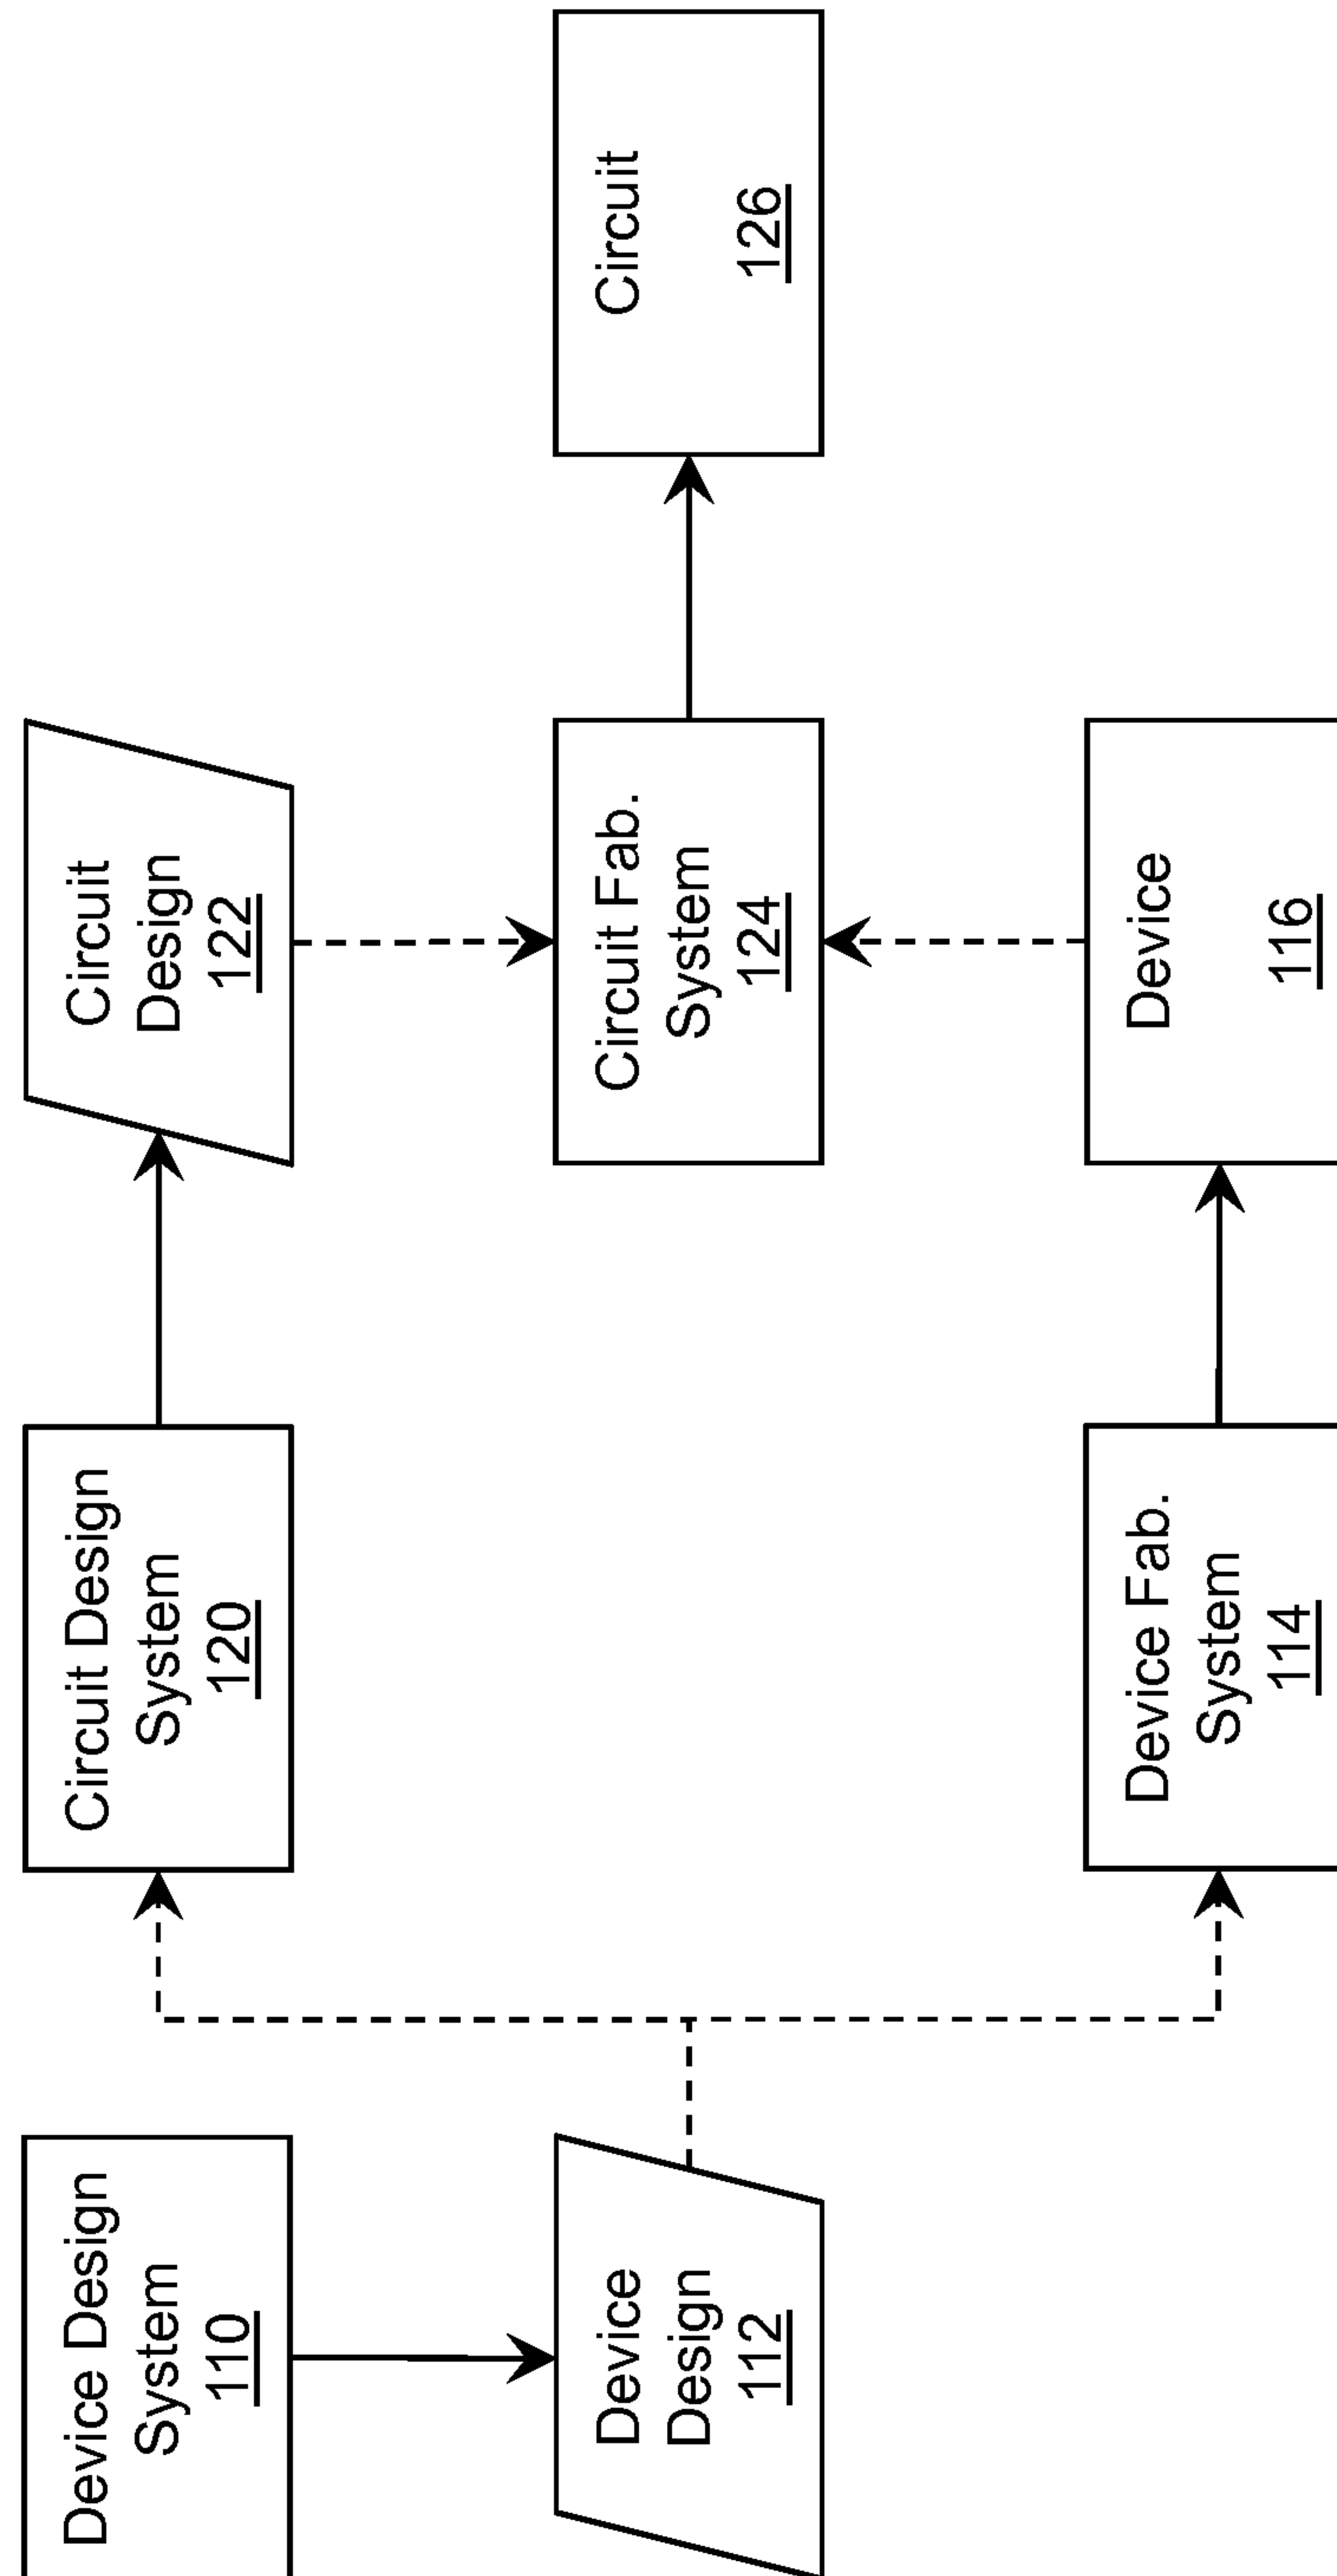 Device Design
System
110
Circuit Design
System
120
Circuit
Design
122
Device
Design
112
Circuit Fab.
System
124
Circuit
126
Device Fab.
System
114
Device
116